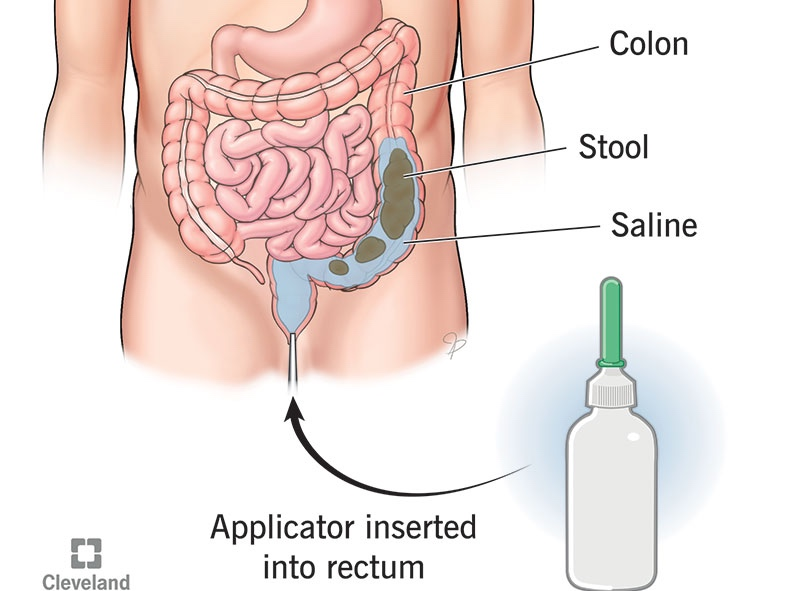 Colon
Stool
Saline
Applicator inserted
into rectum
Cleveland